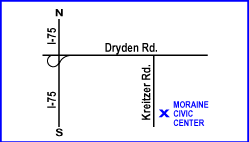 N
I-75
Dryden Rd.
I-75
Kreitzer Rd.
X MORAINE
CIVIC
CENTER
S